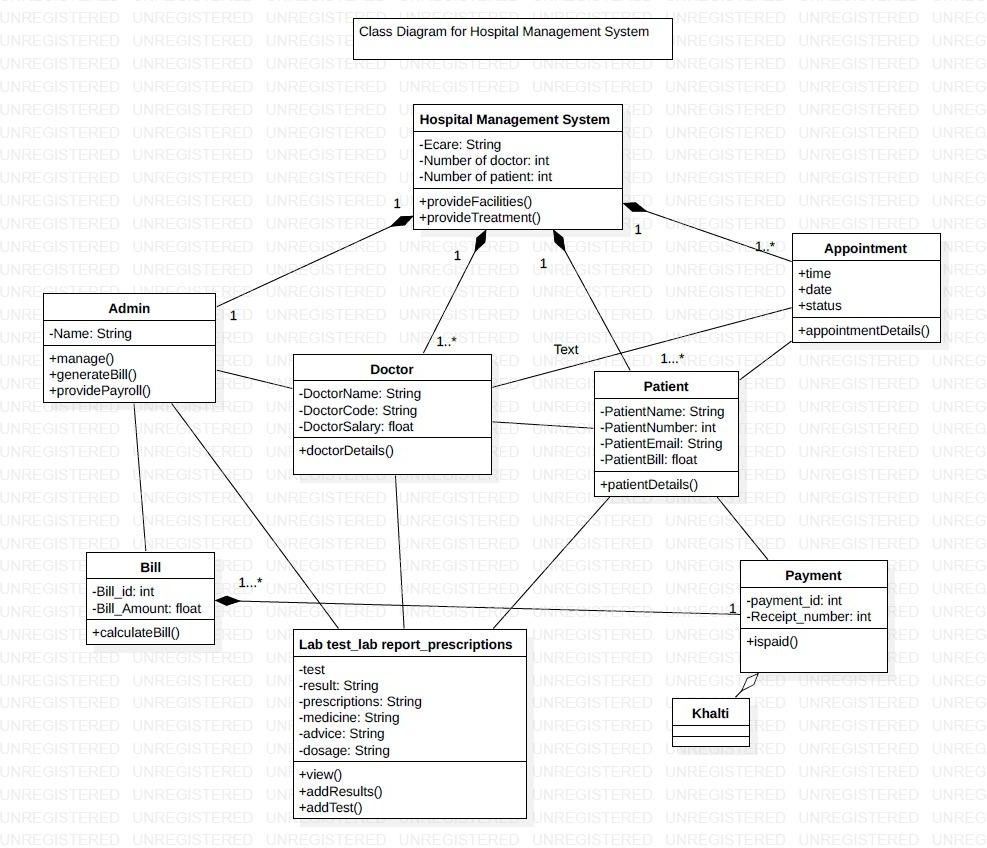 Class Diagram for Hospital Management System
Hospital Management System
-Ecare: String
-Number of doctor: int
-Number of patient: int
+provideFacilities()
+provideTreatment()
1
1
1
1
1..*
Appointment
+time
+date
+status
+appointmentDetails()
1
Admin
-Name: String
+manage()
+generateBill()
+providePayroll()
1..*
Doctor
-DoctorName: String
-DoctorCode: String
-DoctorSalary: float
+doctorDetails()
Text
1...*
Patient
-PatientName: String
-PatientNumber: int
-PatientEmail: String
-PatientBill: float
+patientDetails()
Bill
-Bill_id: int
-Bill_Amount: float
+calculateBill()
1...*
1
Payment
-payment_id: int
-Receipt_number: int
+ispaid()
Lab test_lab report_prescriptions
-test
-result: String
-prescriptions: String
-medicine: String
-advice: String
-dosage: String
+view()
+addResults()
+addTest()
Khalti
UNREGISTERED